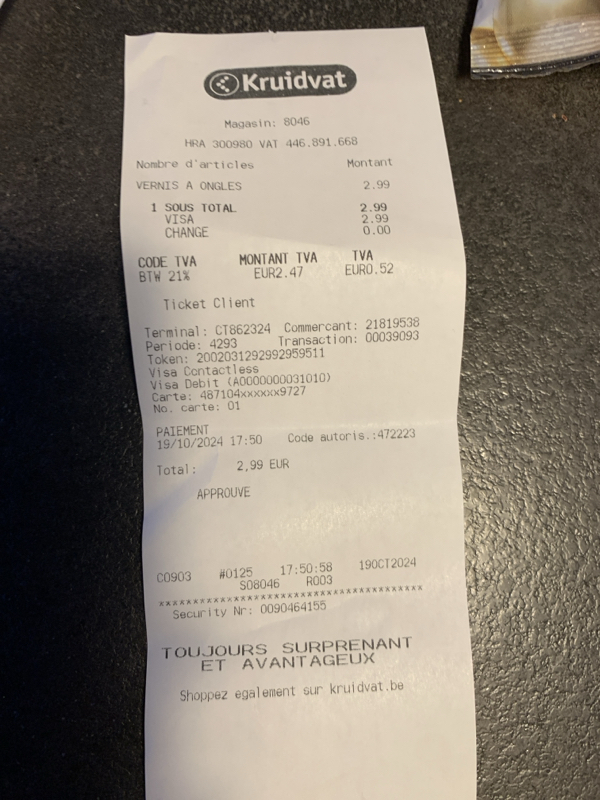 Kruidvat
Magasin: 8046
HRA 300980 VAT 446.891.668
Nombre d'articles Montant
VERNIS A ONGLES 2.99
1 SOUS TOTAL 2.99
VISA 2.99
CHANGE 0.00
CODE TVA MONTANT TVA TVA
BTW 21% EUR2.47 EUR0.52
Ticket Client
Terminal: CT862324 Commercant: 21819538
Periode: 4293 Transaction: 00039093
Token: 2002031292992959511
Visa Contactless
Visa Debit (A0000000031010)
Carte: 487104xxxxxx9727
No. carte: 01
PAIEMENT
19/10/2024 17:50 Code autoris.:472223
Total: 2,99 EUR
APPROUVE
C0903 #0125 17:50:58 19OCT2024
S08046 R003
****************************************
Security Nr: 0090464155
TOUJOURS SURPRENANT
ET AVANTAGEUX
Shoppez egalement sur kruidvat.be